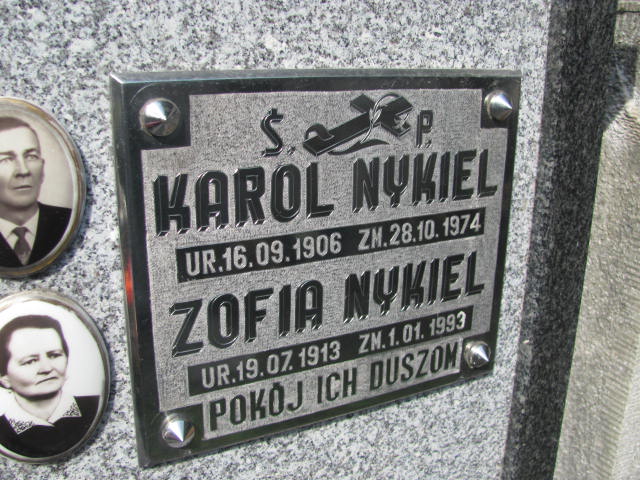 Ś. P.
KAROL NYKIEL
UR.16.09.1906 ZM.28.10.1974
ZOFIA NYKIEL
UR.19.07.1913 ZM.1.01.1993
POKÓJ ICH DUSZOM